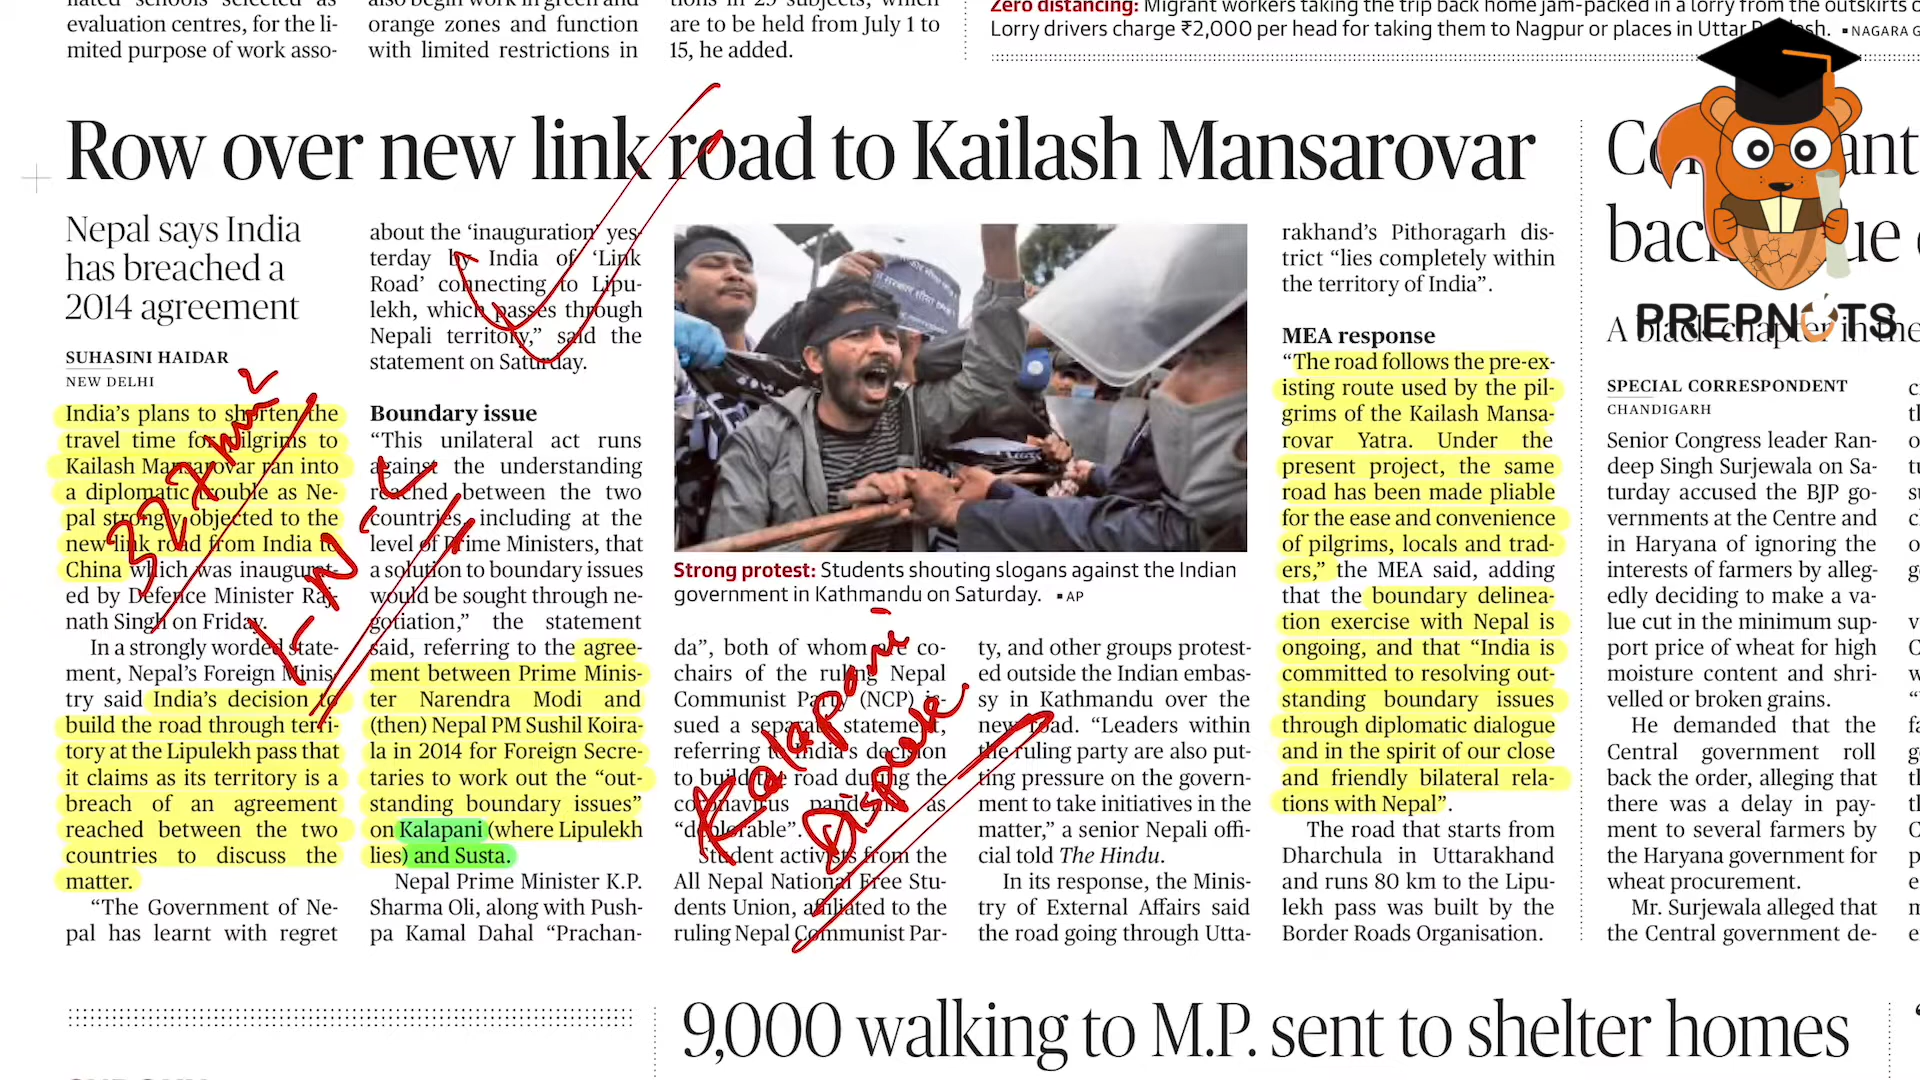 nated schools selected as
evaluation centres, for the li-
mited purpose of work asso-
also begin work in green and
orange zones and function
with limited restrictions in
tions in 29 subjects, which
are to be held from July 1 to
15, he added.
Zero distancing: Migrant workers taking the trip back home jam-packed in a lorry from the outskirts
Lorry drivers charge ₹2,000 per head for taking them to Nagpur or places in Uttar ▪ NAGARA
Row over new link road to Kailash Mansarovar
Nepal says India
has breached a
2014 agreement
SUHASINI HAIDAR
NEW DELHI
India's plans to shorten the
travel time for pilgrims to
Kailash Mansarovar ran into
a diplomatic trouble as Ne-
pal strongly objected to the
new link road from India to
China which was inaugurat-
ed by Defence Minister Raj-
nath Singh on Friday.
In a strongly worded state-
ment, Nepal's Foreign Minis-
try said India's decision to
build the road through terri-
tory at the Lipulekh pass that
it claims as its territory is a
breach of an agreement
reached between the two
countries to discuss the
matter.
"The Government of Ne-
pal has learnt with regret
about the 'inauguration' yes-
terday by India of 'Link
Road' connecting to Lipu-
lekh, which passes through
Nepali territory," said the
statement on Saturday.
Boundary issue
"This unilateral act runs
against the understanding
reached between the two
countries, including at the
level of Prime Ministers, that
a solution to boundary issues
would be sought through ne-
gotiation," the statement
said, referring to the agree-
ment between Prime Minis-
ter Narendra Modi and
(then) Nepal PM Sushil Koira-
la in 2014 for Foreign Secre-
taries to work out the "out-
standing boundary issues"
on Kalapani (where Lipulekh
lies) and Susta.
Nepal Prime Minister K.P.
Sharma Oli, along with Push-
pa Kamal Dahal "Prachan-
Strong protest: Students shouting slogans against the Indian
government in Kathmandu on Saturday. ▪ AP
da", both of whom are co-
chairs of the ruling Nepal
Communist Party (NCP) is-
sued a separate statement,
referring to India's decision
to build the road during the
coronavirus pandemic as
"deplorable".
Student activists from the
All Nepal National Free Stu-
dents Union, affiliated to the
ruling Nepal Communist Par-
ty, and other groups protest-
ed outside the Indian embas-
sy in Kathmandu over the
new road. "Leaders within
the ruling party are also put-
ting pressure on the govern-
ment to take initiatives in the
matter," a senior Nepali offi-
cial told The Hindu.
In its response, the Minis-
try of External Affairs said
the road going through Utta-
rakhand's Pithoragarh dis-
trict "lies completely within
the territory of India".
MEA response
"The road follows the pre-ex-
isting route used by the pil-
grims of the Kailash Mansa-
rovar Yatra. Under the
present project, the same
road has been made pliable
for the ease and convenience
of pilgrims, locals and trad-
ers," the MEA said, adding
that the boundary delinea-
tion exercise with Nepal is
ongoing, and that "India is
committed to resolving out-
standing boundary issues
through diplomatic dialogue
and in the spirit of our close
and friendly bilateral rela-
tions with Nepal".
The road that starts from
Dharchula in Uttarakhand
and runs 80 km to the Lipu-
lekh pass was built by the
Border Roads Organisation.
327 km²
I-N-C
Kalapani
Dispute
PREPNUTS
SPECIAL CORRESPONDENT
CHANDIGARH
Senior Congress leader Ran-
deep Singh Surjewala on Sa-
turday accused the BJP go-
vernments at the Centre and
in Haryana of ignoring the
interests of farmers by alleg-
edly deciding to make a va-
lue cut in the minimum sup-
port price of wheat for high
moisture content and shri-
velled or broken grains.
He demanded that the
Central government roll
back the order, alleging that
there was a delay in pay-
ment to several farmers by
the Haryana government for
wheat procurement.
Mr. Surjewala alleged that
the Central government de-
9,000 walking to M.P. sent to shelter homes